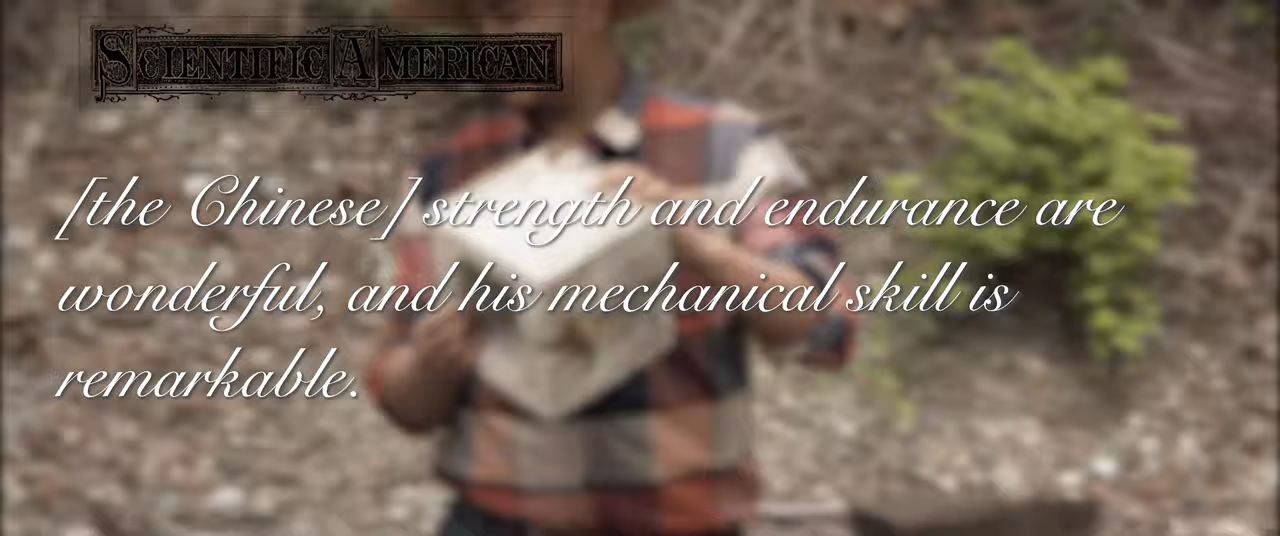 SCIENTIFIC AMERICAN
[the Chinese] strength and endurance are
wonderful, and his mechanical skill is
remarkable.